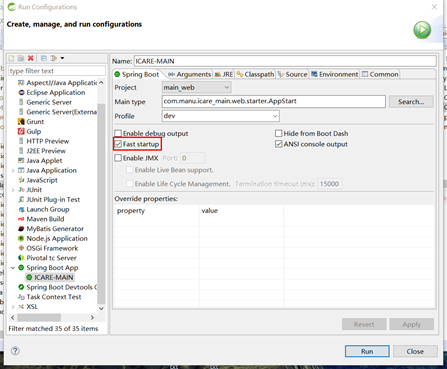 Run Configurations
Create, manage, and run configurations
type filter text
AspectJ/Java Application
Eclipse Application
Generic Server
Generic Server(External
Grunt
Gulp
HTTP Preview
J2EE Preview
Java Applet
Java Application
JavaScript
JUnit
JUnit Plug-in Test
Launch Group
Maven Build
MyBatis Generator
Node.js Application
OSGi Framework
Pivotal tc Server
Spring Boot App
ICARE-MAIN
Spring Boot Devtools C
Task Context Test
XSL
Filter matched 35 of 35 items
Name: ICARE-MAIN
Spring Boot Arguments JRE Classpath Source Environment Common
Project main_web
Main type com.manu.icare_main.web.starter.AppStart Search...
Profile dev
Enable debug output Hide from Boot Dash
Fast startup ANSI console output
Enable JMX Port: 0
Enable Live Bean support.
Enable Life Cycle Management. Termination timeout (ms): 15000
Override properties:
property value
Revert Apply
Run Close